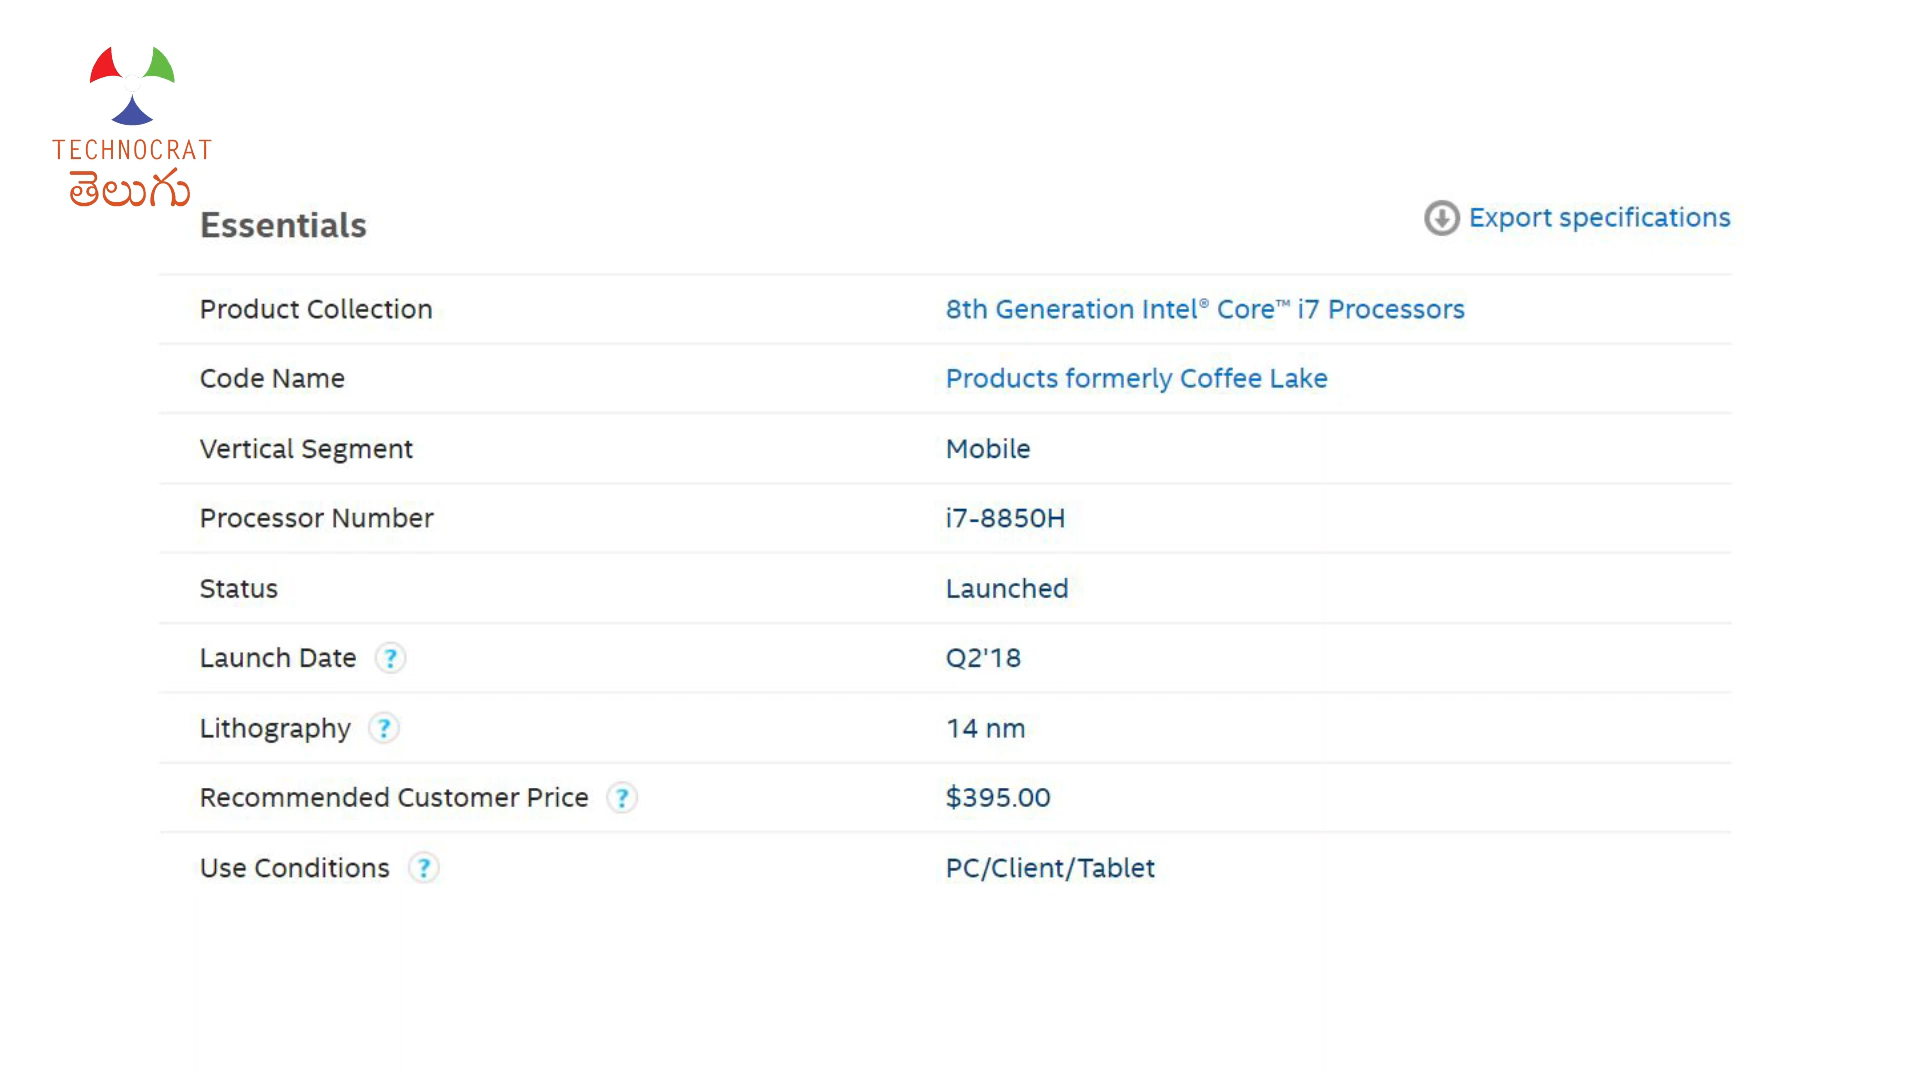 TECHNOCRAT
తెలుగు
Essentials
Export specifications
Product Collection 8th Generation Intel® Core™ i7 Processors
Code Name Products formerly Coffee Lake
Vertical Segment Mobile
Processor Number i7-8850H
Status Launched
Launch Date ? Q2'18
Lithography ? 14 nm
Recommended Customer Price ? $395.00
Use Conditions ? PC/Client/Tablet